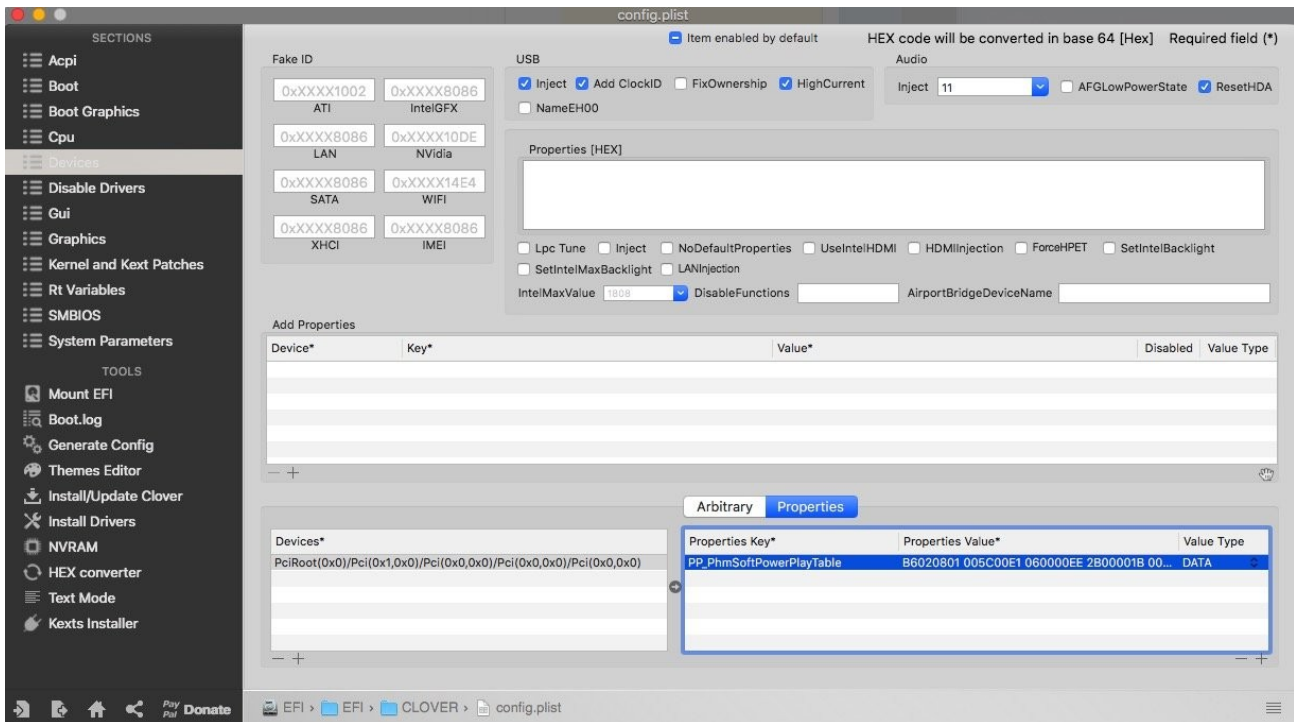 config.plist
SECTIONS
Acpi
Boot
Boot Graphics
Cpu
Devices
Disable Drivers
Gui
Graphics
Kernel and Kext Patches
Rt Variables
SMBIOS
System Parameters
TOOLS
Mount EFI
Boot.log
Generate Config
Themes Editor
Install/Update Clover
Install Drivers
NVRAM
HEX converter
Text Mode
Kexts Installer
Pay Pal Donate
Item enabled by default HEX code will be converted in base 64 [Hex] Required field (*)
Fake ID
0xXXXX1002 0xXXXX8086
ATI IntelGFX
0xXXXX8086 0xXXXX10DE
LAN NVidia
0xXXXX8086 0xXXXX14E4
SATA WIFI
0xXXXX8086 0xXXXX8086
XHCI IMEI
USB
Inject Add ClockID FixOwnership HighCurrent
NameEH00
Audio
Inject 11 AFGLowPowerState ResetHDA
Properties [HEX]
Lpc Tune Inject NoDefaultProperties UseIntelHDMI HDMIInjection ForceHPET SetIntelBacklight
SetIntelMaxBacklight LANInjection
IntelMaxValue 1808 DisableFunctions AirportBridgeDeviceName
Add Properties
Device* Key* Value* Disabled Value Type
Arbitrary Properties
Devices*
PciRoot(0x0)/Pci(0x1,0x0)/Pci(0x0,0x0)/Pci(0x0,0x0)/Pci(0x0,0x0)
Properties Key* Properties Value* Value Type
PP_PhmSoftPowerPlayTable B6020801 005C00E1 060000EE 2B00001B 00... DATA
EFI › EFI › CLOVER › config.plist